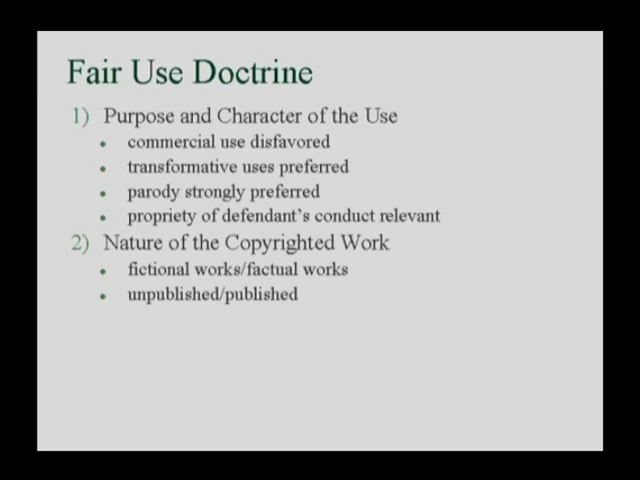 Fair Use Doctrine
1) Purpose and Character of the Use
• commercial use disfavored
• transformative uses preferred
• parody strongly preferred
• propriety of defendant's conduct relevant
2) Nature of the Copyrighted Work
• fictional works/factual works
• unpublished/published